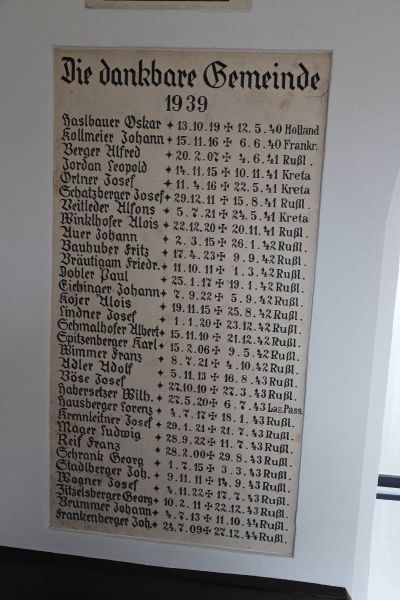 Die dankbare Gemeinde
1939
Haslbauer Oskar ✦ 13.10.19 ✠ 12. 5. 40 Holland
Kollmeier Johann ✦ 15.11.16 ✠ 6. 6. 40 Frankr.
Berger Alfred ✦ 20. 2. 07 ✠ 4. 6. 41 Rußl.
Jordan Leopold ✦ 14.11.15 ✠ 10. 11. 41 Kreta
Ortner Josef ✦ 11. 4. 16 ✠ 22. 5. 41 Kreta
Schatzberger Josef ✦ 29.12. 11 ✠ 15. 8. 41 Rußl.
Veitleder Alfons ✦ 5. 7. 21 ✠ 24. 5. 41 Kreta
Winklhofer Alois ✦ 22.12.20 ✠ 20.11. 41 Rußl.
Auer Johann ✦ 2. 3. 15 ✠ 26. 1. 42 Rußl.
Bauhuber Fritz ✦ 17. 4. 23 ✠ 9. 9. 42 Rußl.
Bräutigam Friedr. ✦ 11. 10. 11 ✠ 1. 3. 42 Rußl.
Dobler Paul ✦ 25. 1. 17 ✠ 19. 1. 42 Rußl.
Eichinger Johann ✦ 7. 9. 22 ✠ 5. 9. 42 Rußl.
Kojer Alois ✦ 19. 11. 15 ✠ 25. 8. 42 Rußl.
Lindner Josef ✦ 1. 1. 20 ✠ 23. 12. 42 Rußl.
Schmalhofer Albert ✦ 15. 11. 10 ✠ 21. 12. 42 Rußl.
Spitzenberger Karl ✦ 15. 2. 06 ✠ 9. 5. 42 Rußl.
Wimmer Franz ✦ 8. 7. 21 ✠ 4. 10. 42 Rußl.
Adler Adolf ✦ 5. 11. 13 ✠ 16. 8. 43 Rußl.
Böse Josef ✦ 27. 10. 10 ✠ 27. 3. 43 Rußl.
Habersetzer Wilh. ✦ 27. 5. 20 ✠ 6. 7. 43 Laz. Pass.
Hausberger Lorenz ✦ 4. 7. 17 ✠ 18. 1. 43 Rußl.
Krennleitner Josef ✦ 29. 1. 21 ✠ 21. 7. 43 Rußl.
Mager Ludwig ✦ 28. 9. 22 ✠ 11. 7. 43 Rußl.
Reif Franz ✦ 28. 2. 00 ✠ 29. 8. 43 Rußl.
Schrank Georg ✦ 1. 7. 15 ✠ 3. 3. 43 Rußl.
Stadlberger Joh. ✦ 9. 11. 11 ✠ 14. 9. 43 Rußl.
Wagner Josef ✦ 4. 11. 22 ✠ 17. 7. 43 Rußl.
Zitzelsberger Georg ✦ 10. 2. 11 ✠ 22. 12. 43 Rußl.
Brummer Johann ✦ 4. 7. 13 ✠ 11. 10. 44 Rußl.
Frankenberger Joh. ✦ 24. 7. 09 ✠ 27. 12. 44 Rußl.